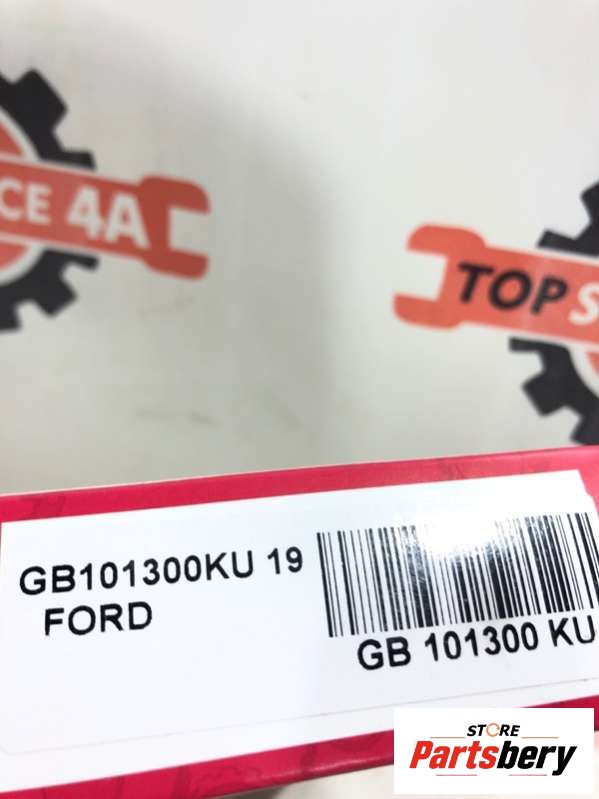 CE 4A
TOP S
GB101300KU 19
FORD
GB 101300 KU
STORE
Partsbery